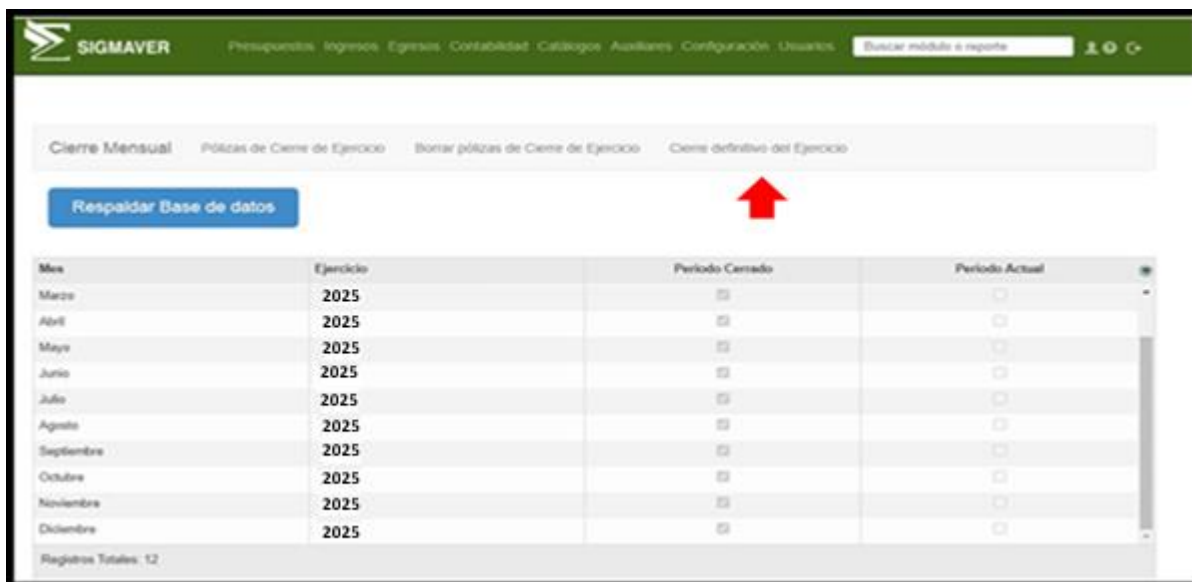 SIGMAVER Presupuestos Ingresos Egresos Contabilidad Catálogos Auxiliares Configuración Usuarios Buscar módulo o reporte
Cierre Mensual Pólizas de Cierre de Ejercicio Borrar pólizas de Cierre de Ejercicio Cierre definitivo del Ejercicio
Respaldar Base de datos
Mes Ejercicio Periodo Cerrado Periodo Actual
Marzo 2025
Abril 2025
Mayo 2025
Junio 2025
Julio 2025
Agosto 2025
Septiembre 2025
Octubre 2025
Noviembre 2025
Diciembre 2025
Registros Totales: 12